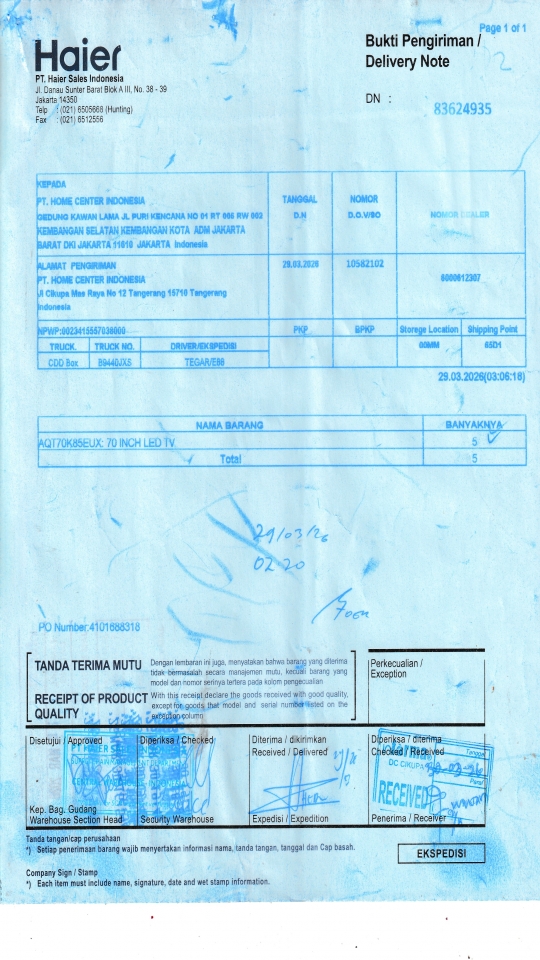 Page 1 of 1
Haier
Bukti Pengiriman /
Delivery Note
PT. Haier Sales Indonesia
Jl. Danau Sunter Barat Blok A III, No. 38 - 39
Jakarta 14350
Telp : (021) 6505668 (Hunting)
Fax : (021) 6512556
DN :
83624935
2
KEPADA
PT. HOME CENTER INDONESIA
GEDUNG KAWAN LAMA JL PURI KENCANA NO 01 RT 006 RW 002
KEMBANGAN SELATAN KEMBANGAN KOTA ADM JAKARTA
BARAT DKI JAKARTA 11610 JAKARTA Indonesia
TANGGAL
D.N
NOMOR
D.O.V/SO
NOMOR DEALER
ALAMAT PENGIRIMAN
PT. HOME CENTER INDONESIA
Jl Cikupa Mas Raya No 12 Tangerang 15710 Tangerang
Indonesia
29.03.2026
10582102
6000612307
NPWP:0023415557038000
PKP
BPKP
Storege Location
Shipping Point
TRUCK.
TRUCK NO.
DRIVER/EKSPEDISI
00MM
65D1
CDD Box
B9440JXS
TEGAR/E66
29.03.2026(03:06:16)
NAMA BARANG
BANYAKNYA
AQT70K85EUX: 70 INCH LED TV
5
Total
5
29/03/26
02 20
PO Number:4101688318
TANDA TERIMA MUTU
Dengan lembaran ini juga, menyatakan bahwa barang yang diterima
tidak bermasalah secara manajemen mutu, kecuali barang yang
model dan nomor serinya tertera pada kolom pengecualian
RECEIPT OF PRODUCT
QUALITY
With this receipt declare the goods received with good quality,
except for goods that model and serial number listed on the
exception column
Perkecualian /
Exception
Disetujui / Approved
Diperiksa / Checked
Diterima / dikirimkan
Received / Delivered
Diperiksa / diterima
Checked / Received
Tanggal
DC CIKUPA
RECEIVED
Kep. Bag. Gudang
Warehouse Section Head
Security Warehouse
Expedisi / Expedition
Penerima / Receiver
Tanda tangan/cap perusahaan
*) Setiap penerimaan barang wajib menyertakan informasi nama, tanda tangan, tanggal dan Cap basah.
EKSPEDISI
Company Sign / Stamp
*) Each item must include name, signature, date and wet stamp information.